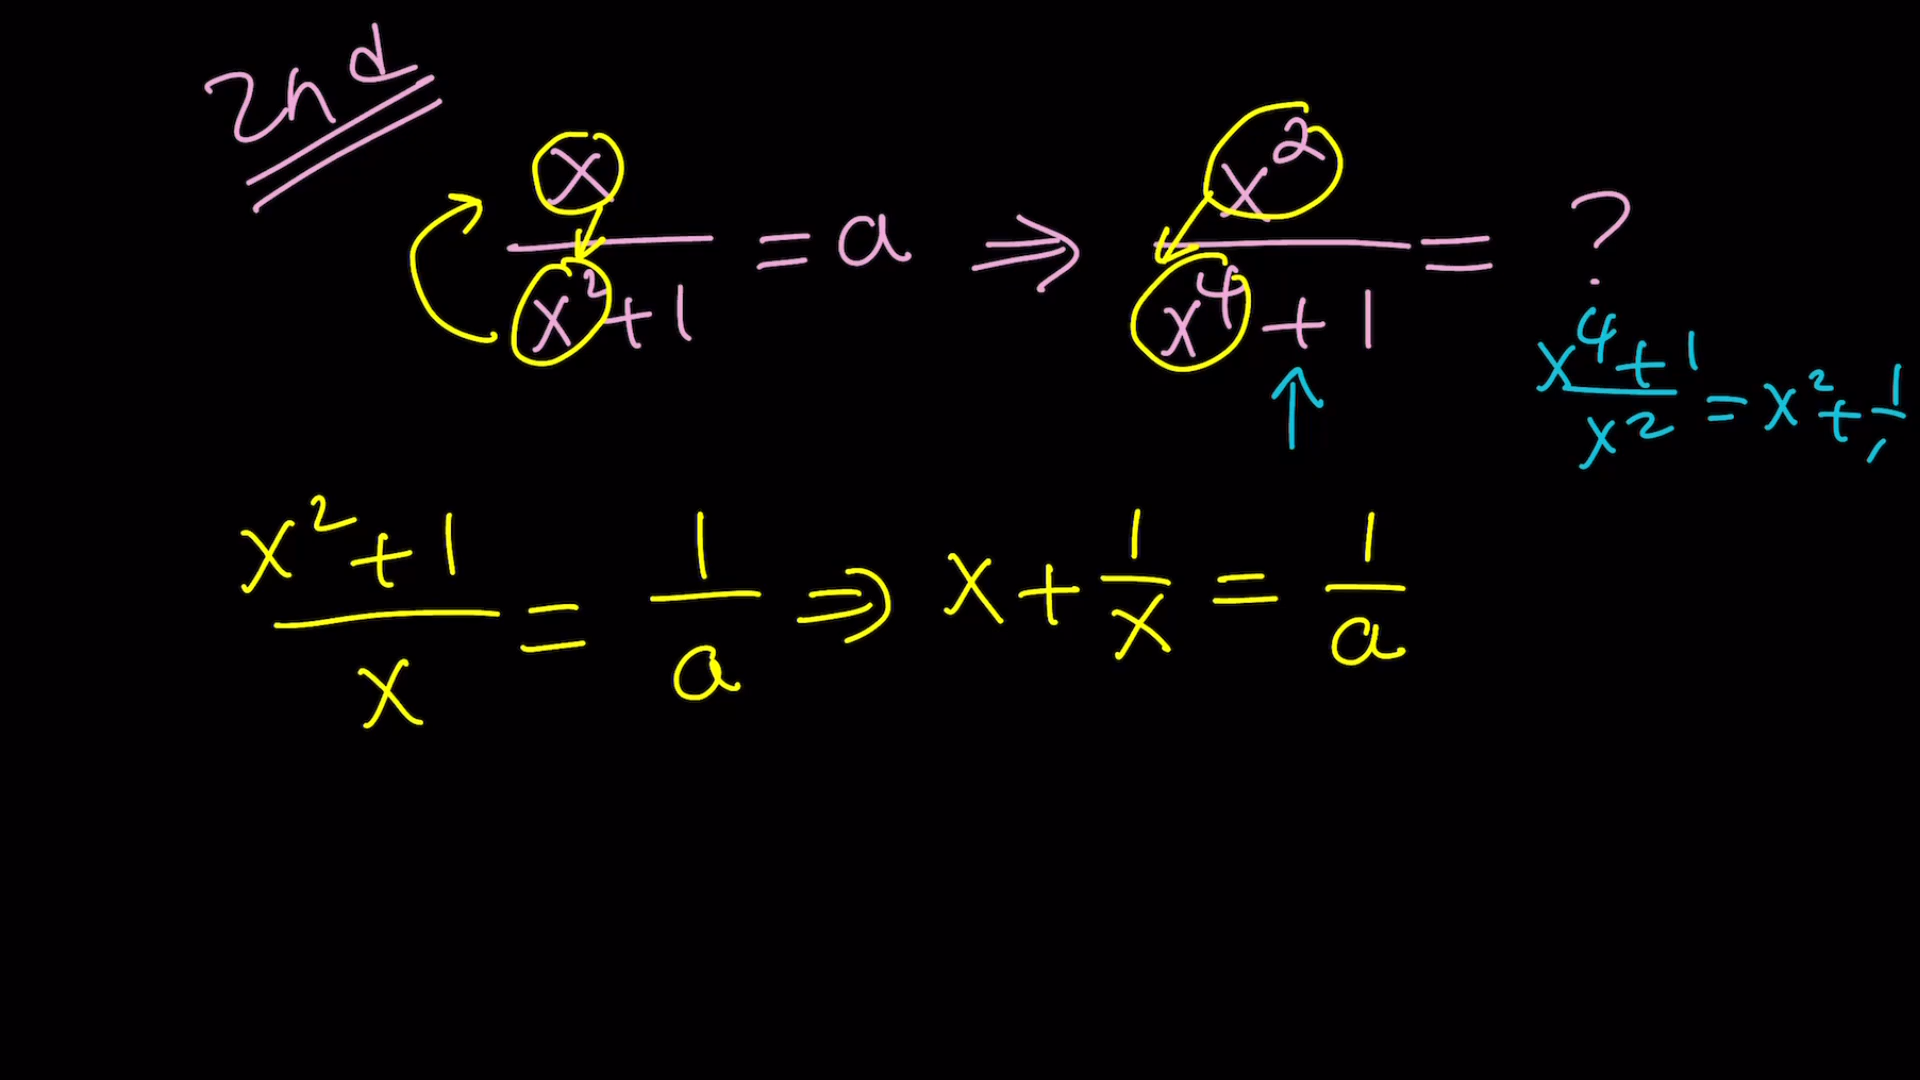 2nd
x/(x²+1) = a ⇒ x²/(x⁴+1) = ?
(x⁴+1)/x² = x²+1/
(x²+1)/x = 1/a ⇒ x + 1/x = 1/a